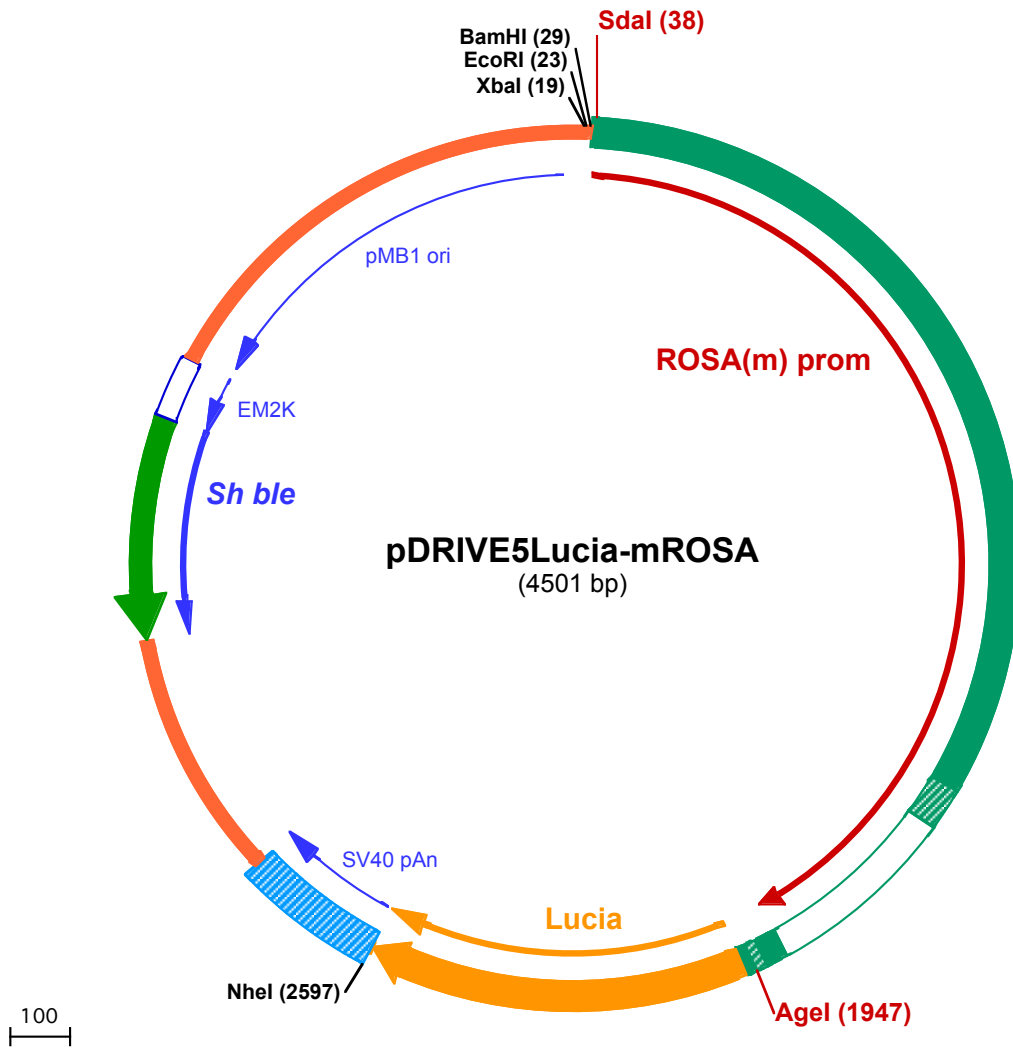 SdaI (38)
BamHI (29)
EcoRI (23)
XbaI (19)
pMB1 ori
ROSA(m) prom
EM2K
Sh ble
pDRIVE5Lucia-mROSA
(4501 bp)
SV40 pAn
Lucia
NheI (2597)
AgeI (1947)
100